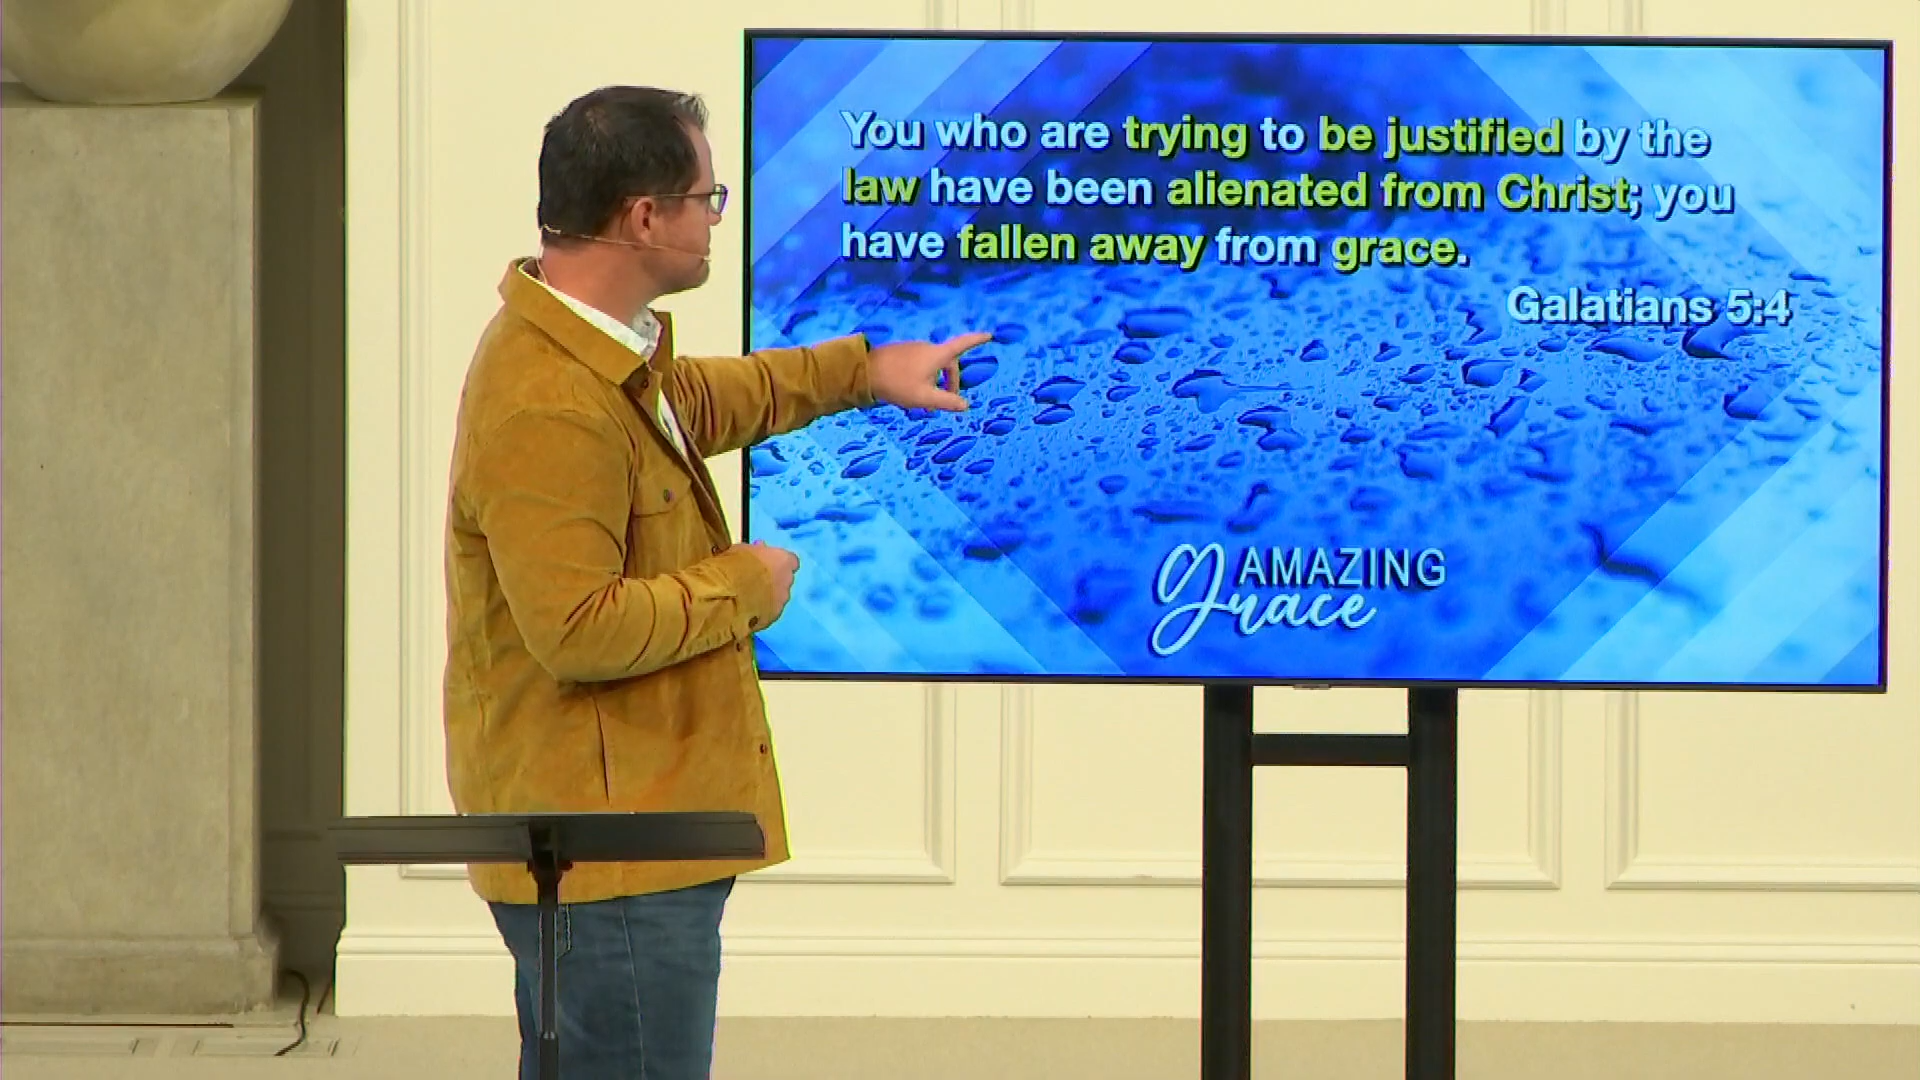 You who are trying to be justified by the
law have been alienated from Christ; you
have fallen away from grace.
Galatians 5:4
AMAZING
Grace